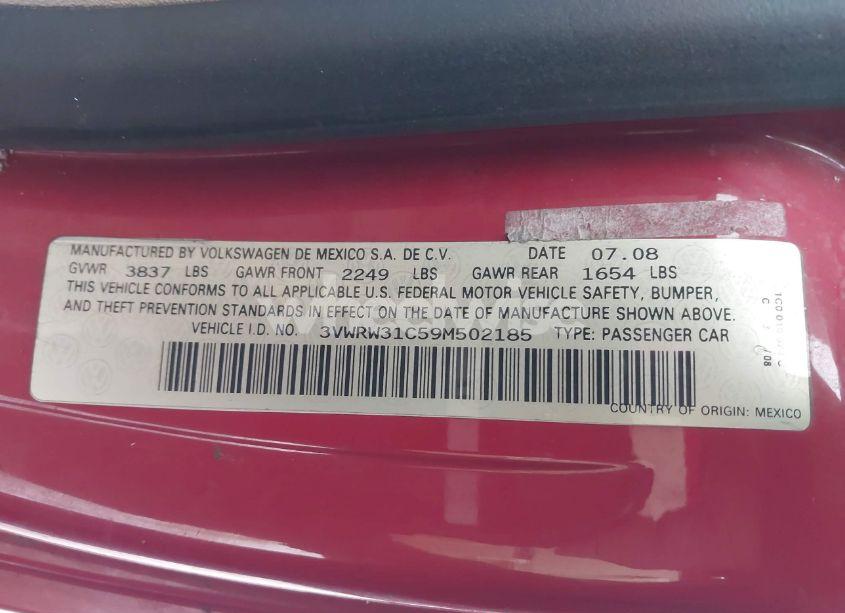 MANUFACTURED BY VOLKSWAGEN DE MEXICO S.A. DE C.V. DATE 07.08
GVWR 3837 LBS GAWR FRONT 2249 LBS GAWR REAR 1654 LBS
THIS VEHICLE CONFORMS TO ALL APPLICABLE U.S. FEDERAL MOTOR VEHICLE SAFETY, BUMPER,
AND THEFT PREVENTION STANDARDS IN EFFECT ON THE DATE OF MANUFACTURE SHOWN ABOVE.
VEHICLE I.D. NO. 3VWRW31C59M502185 TYPE: PASSENGER CAR
COUNTRY OF ORIGIN: MEXICO